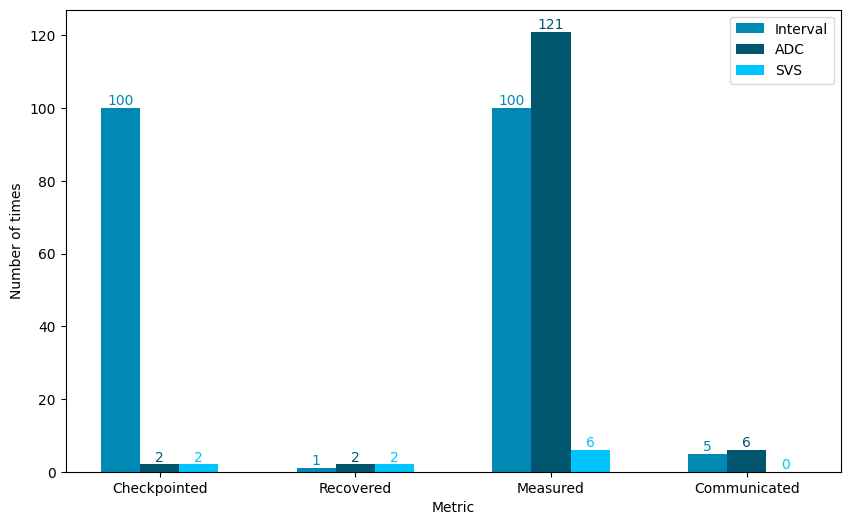 Interval
ADC
SVS
Number of times
120
100
80
60
40
20
0
100
2
2
1
2
2
100
121
6
5
6
0
Checkpointed
Recovered
Measured
Communicated
Metric